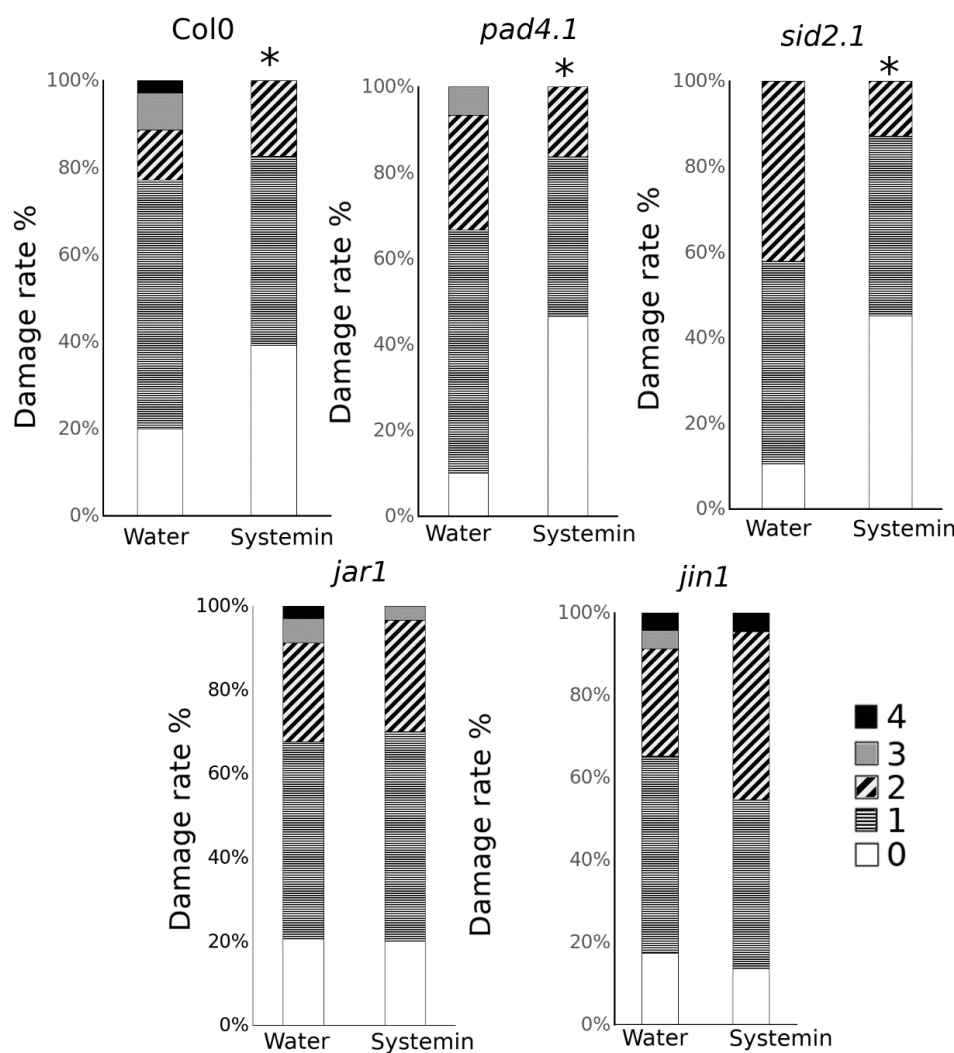 Col0
*
100%
80%
60%
40%
20%
0%
Damage rate %
Water
Systemin
pad4.1
*
100%
80%
60%
40%
20%
0%
Damage rate %
Water
Systemin
sid2.1
*
100%
80%
60%
40%
20%
0%
Damage rate %
Water
Systemin
jar1
100%
80%
60%
40%
20%
0%
Damage rate %
Water
Systemin
jin1
100%
80%
60%
40%
20%
0%
Damage rate %
Water
Systemin
4
3
2
1
0